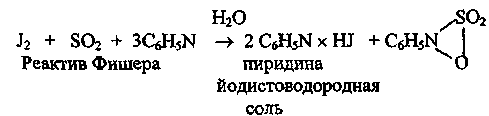 H₂O
J₂ + SO₂ + 3C₆H₅N → 2 C₆H₅N × HJ + C₆H₅N SO₂ O
Реактив Фишера пиридина
йодистоводородная
соль